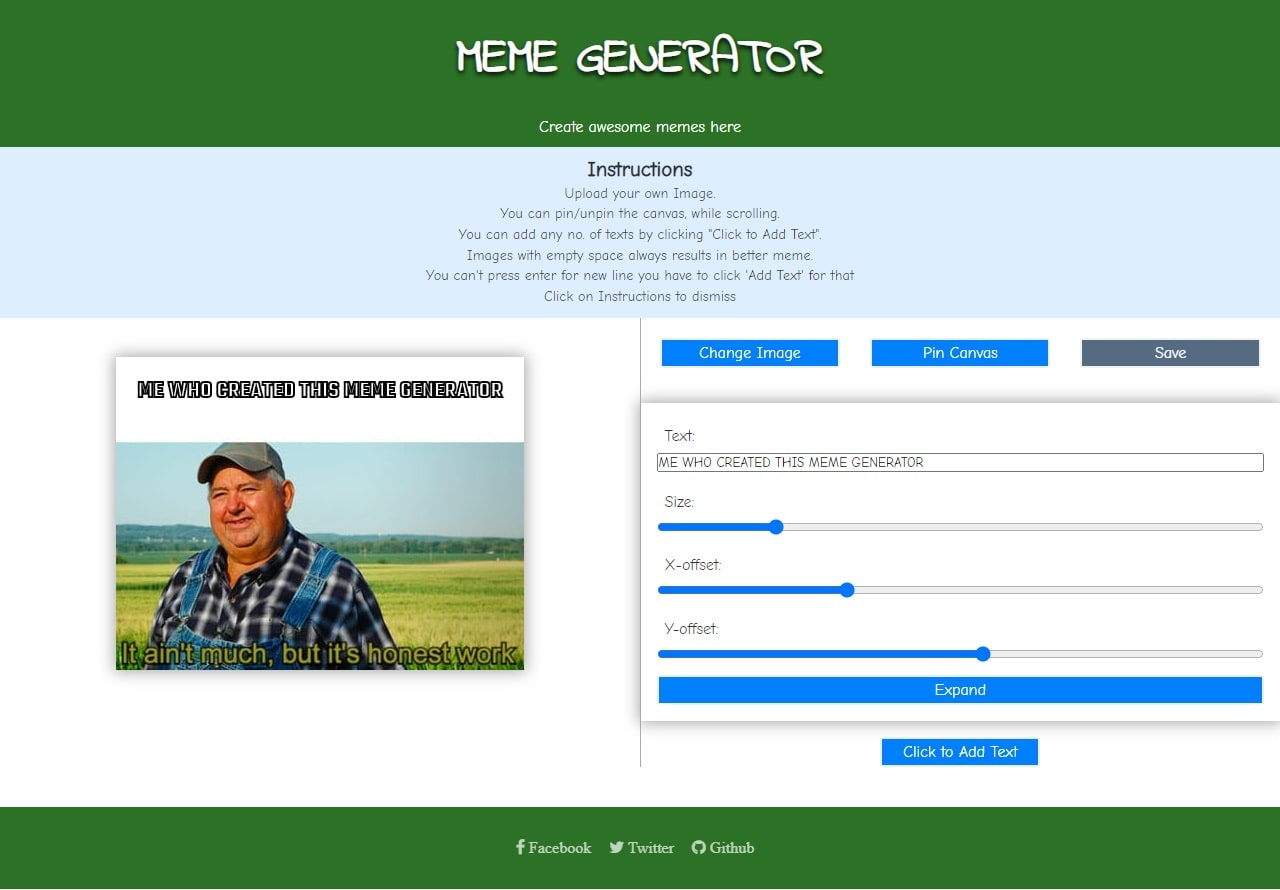 MEME GENERATOR
Create awesome memes here
Instructions
Upload your own Image.
You can pin/unpin the canvas, while scrolling.
You can add any no. of texts by clicking "Click to Add Text".
Images with empty space always results in better meme.
You can't press enter for new line you have to click 'Add Text' for that
Click on Instructions to dismiss
ME WHO CREATED THIS MEME GENERATOR
It ain't much, but it's honest work
Change Image
Pin Canvas
Save
Text:
ME WHO CREATED THIS MEME GENERATOR
Size:
X-offset:
Y-offset:
Expand
Click to Add Text
Facebook Twitter Github